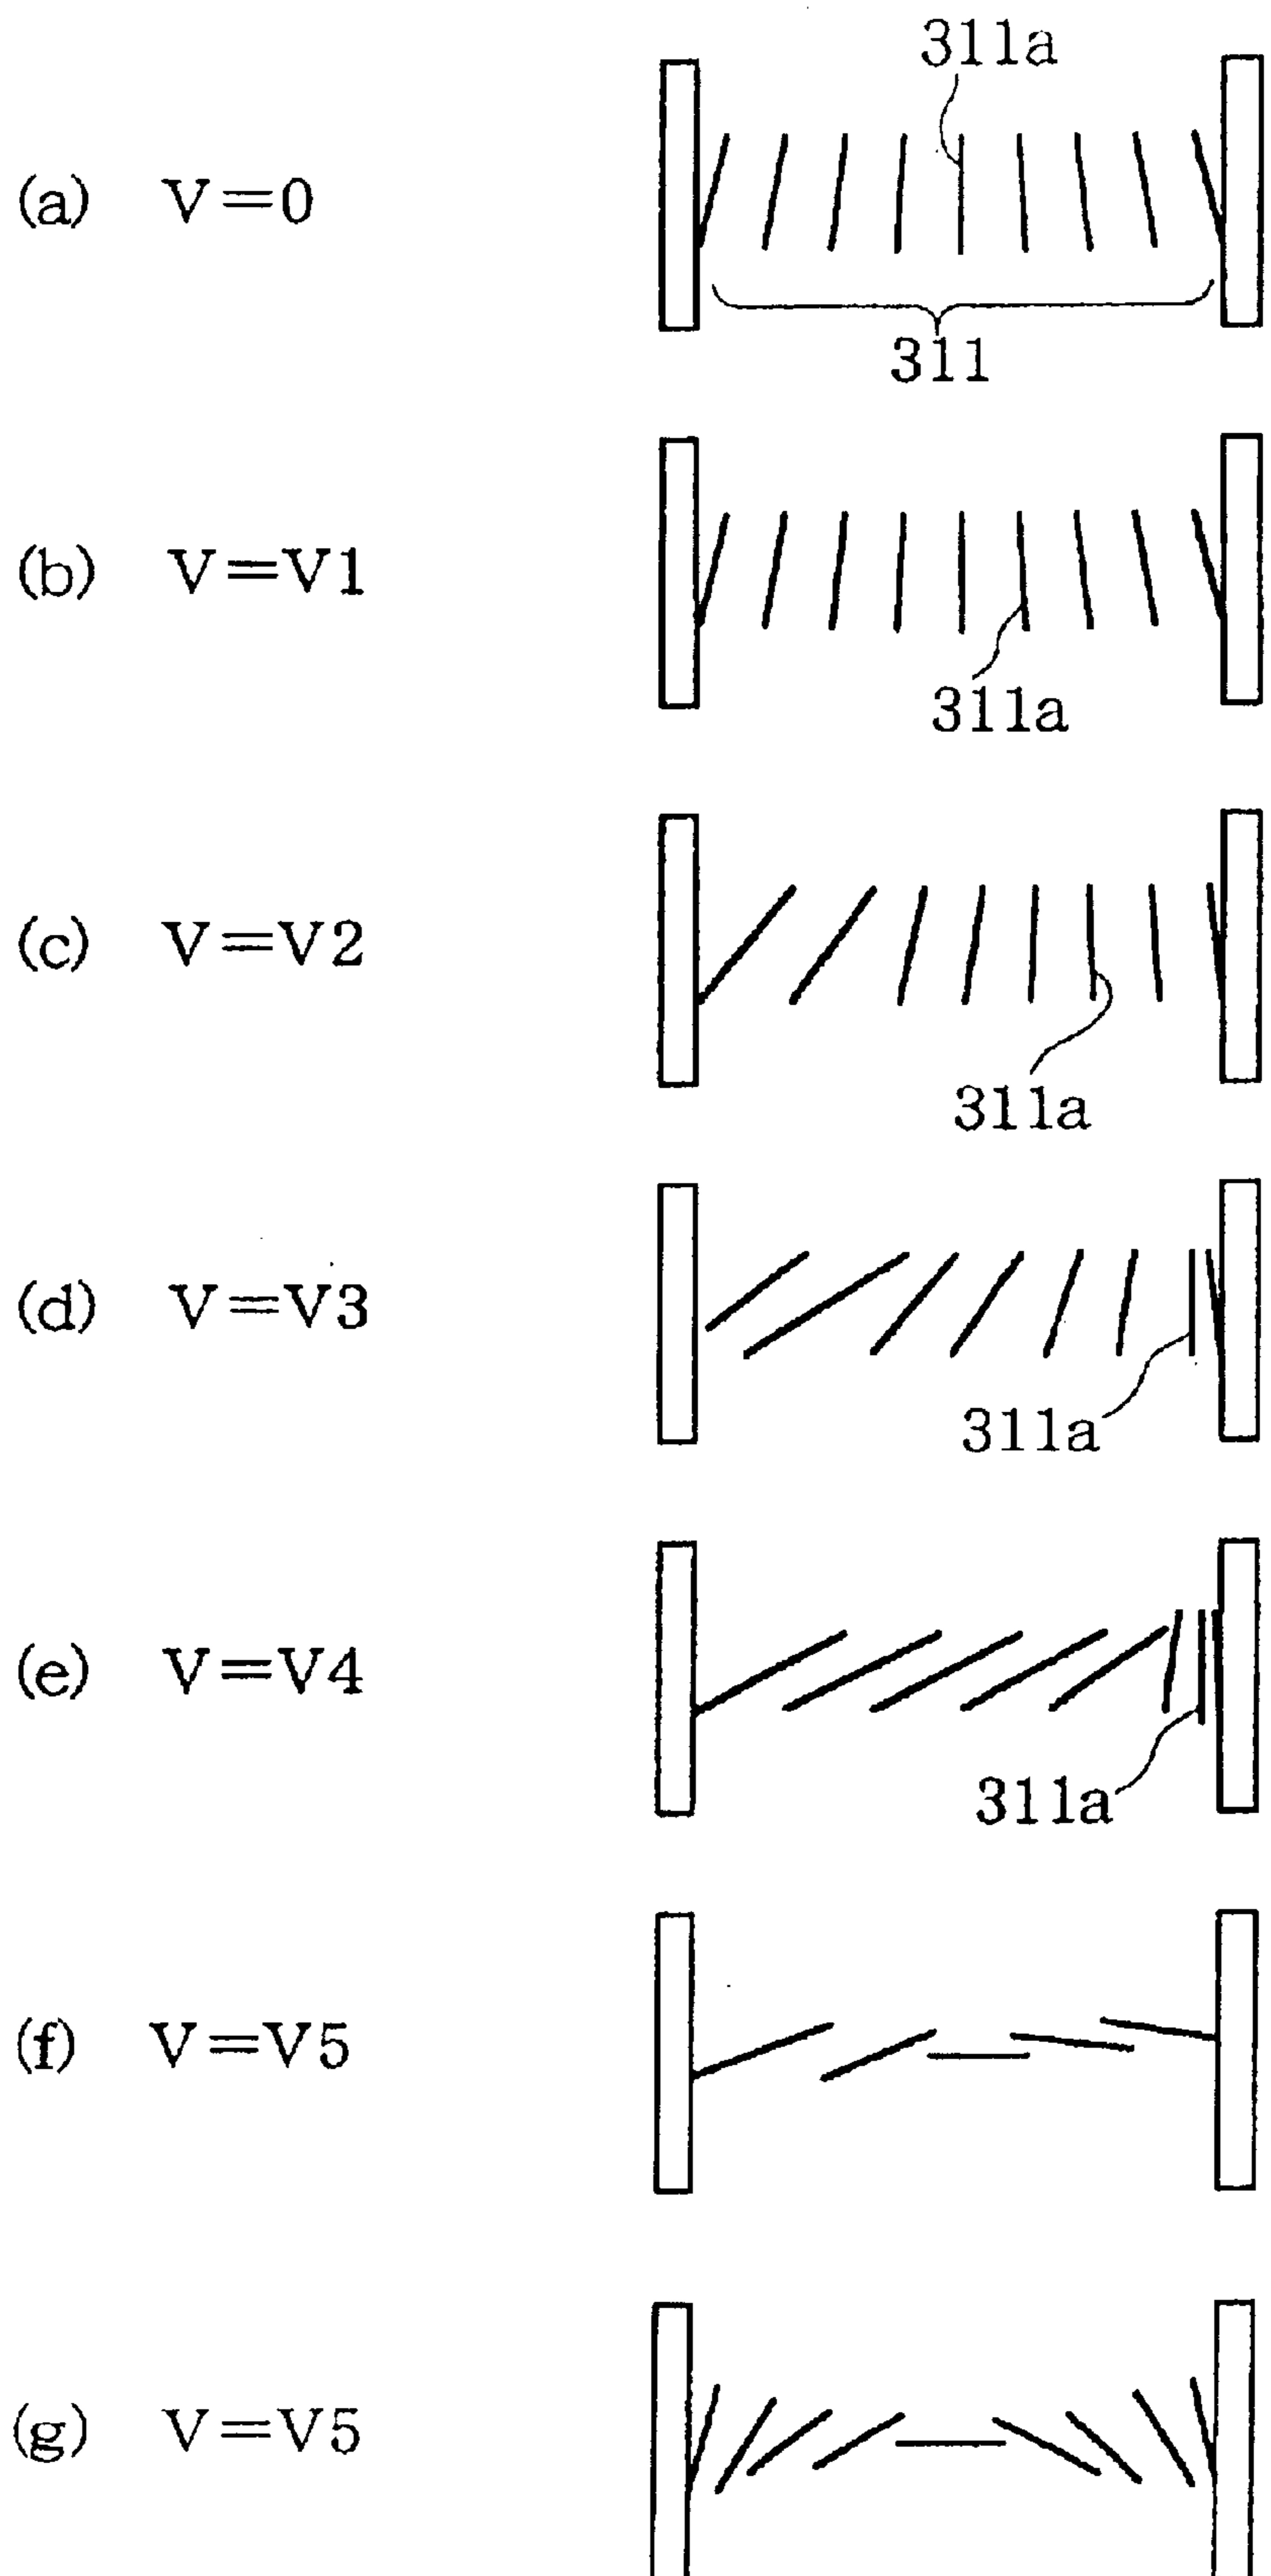 311a
(a) V=0
311
(b) V=V1
311a
(c) V=V2
311a
(d) V=V3
311a
(e) V=V4
311a
(f) V=V5
(g) V=V5